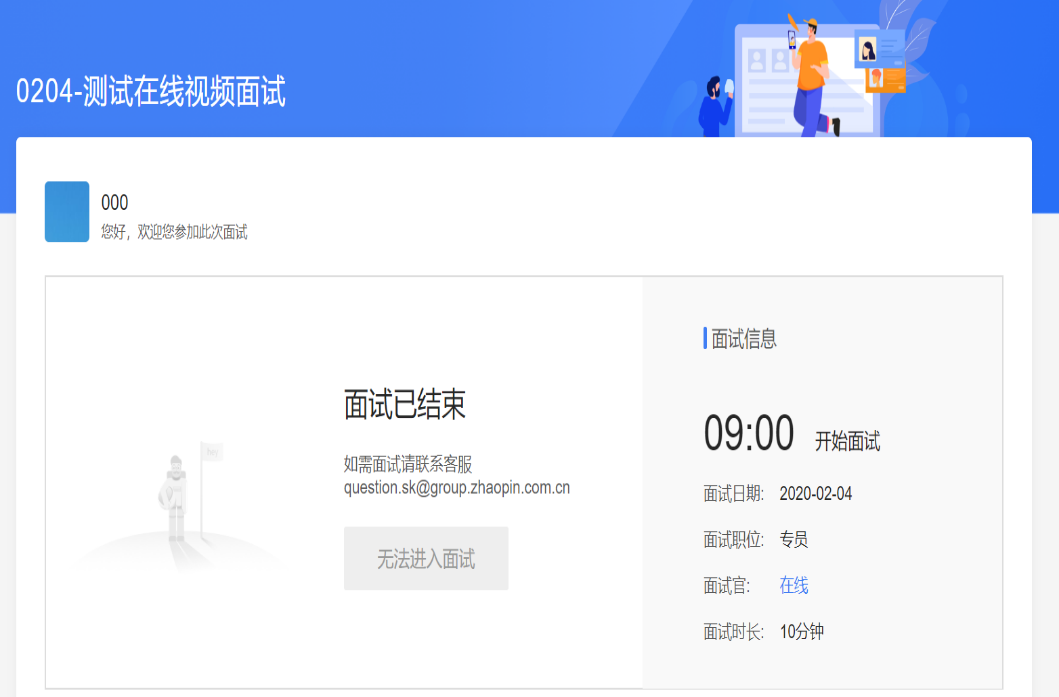 0204-测试在线视频面试
000
您好，欢迎您参加此次面试
面试已结束
如需面试请联系客服
question.sk@group.zhaopin.com.cn
无法进入面试
面试信息
09:00 开始面试
面试日期: 2020-02-04
面试职位: 专员
面试官: 在线
面试时长: 10分钟